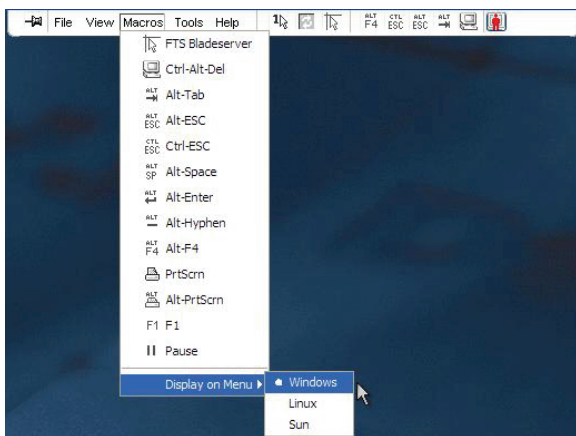 File View Macros Tools Help 1 ALT F4 CTL ESC ALT ESC ALT
FTS Bladeserver
Ctrl-Alt-Del
ALT Alt-Tab
ALT ESC Alt-ESC
CTL ESC Ctrl-ESC
ALT SP Alt-Space
ALT Alt-Enter
ALT Alt-Hyphen
ALT F4 Alt-F4
PrtScrn
ALT Alt-PrtScrn
F1 F1
Pause
Display on Menu Windows
Linux
Sun